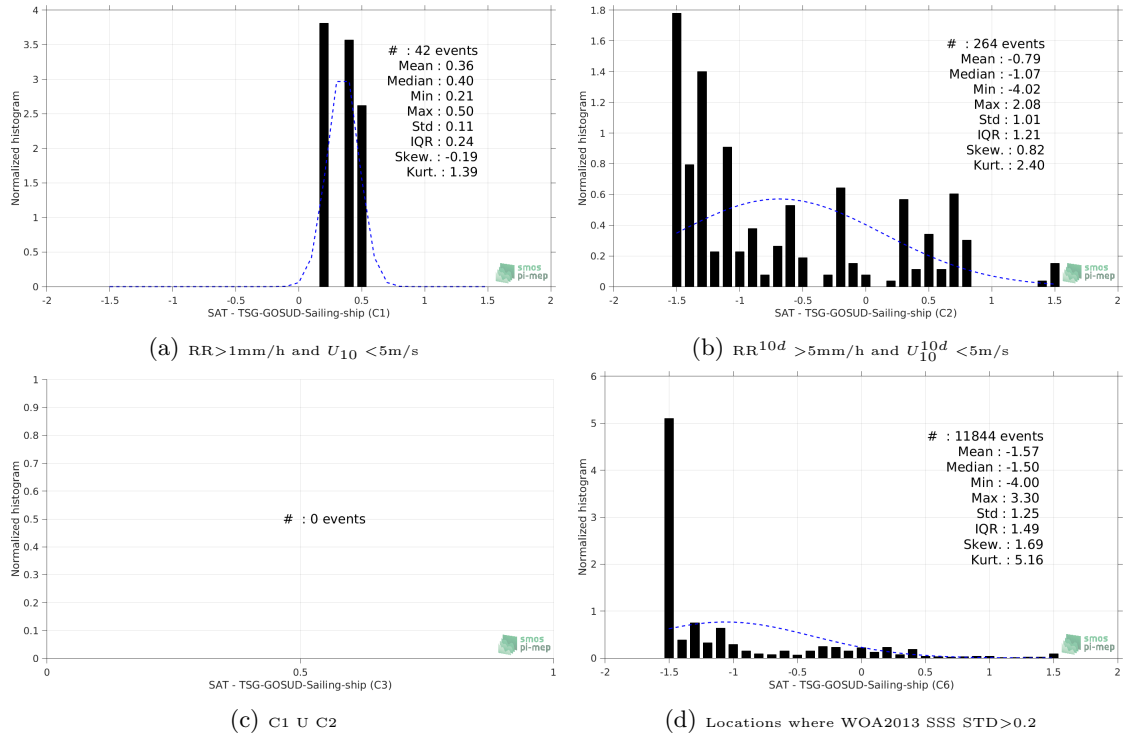 4
3.5
3
2.5
2
1.5
1
0.5
0
Normalized histogram
# : 42 events
Mean : 0.36
Median : 0.40
Min : 0.21
Max : 0.50
Std : 0.11
IQR : 0.24
Skew. : -0.19
Kurt. : 1.39
smos
pi-mep
-2 -1.5 -1 -0.5 0 0.5 1 1.5 2
SAT - TSG-GOSUD-Sailing-ship (C1)
(a) RR>1mm/h and U10 <5m/s
1.8
1.6
1.4
1.2
1
0.8
0.6
0.4
0.2
0
Normalized histogram
# : 264 events
Mean : -0.79
Median : -1.07
Min : -4.02
Max : 2.08
Std : 1.01
IQR : 1.21
Skew. : 0.82
Kurt. : 2.40
smos
pi-mep
-2 -1.5 -1 -0.5 0 0.5 1 1.5 2
SAT - TSG-GOSUD-Sailing-ship (C2)
(b) RR10d >5mm/h and U10d10 <5m/s
1
0.9
0.8
0.7
0.6
0.5
0.4
0.3
0.2
0.1
0
Normalized histogram
# : 0 events
smos
pi-mep
0 0.5 1
SAT - TSG-GOSUD-Sailing-ship (C3)
(c) C1 U C2
6
5
4
3
2
1
0
Normalized histogram
# : 11844 events
Mean : -1.57
Median : -1.50
Min : -4.00
Max : 3.30
Std : 1.25
IQR : 1.49
Skew. : 1.69
Kurt. : 5.16
smos
pi-mep
-2 -1.5 -1 -0.5 0 0.5 1 1.5 2
SAT - TSG-GOSUD-Sailing-ship (C6)
(d) Locations where WOA2013 SSS STD>0.2